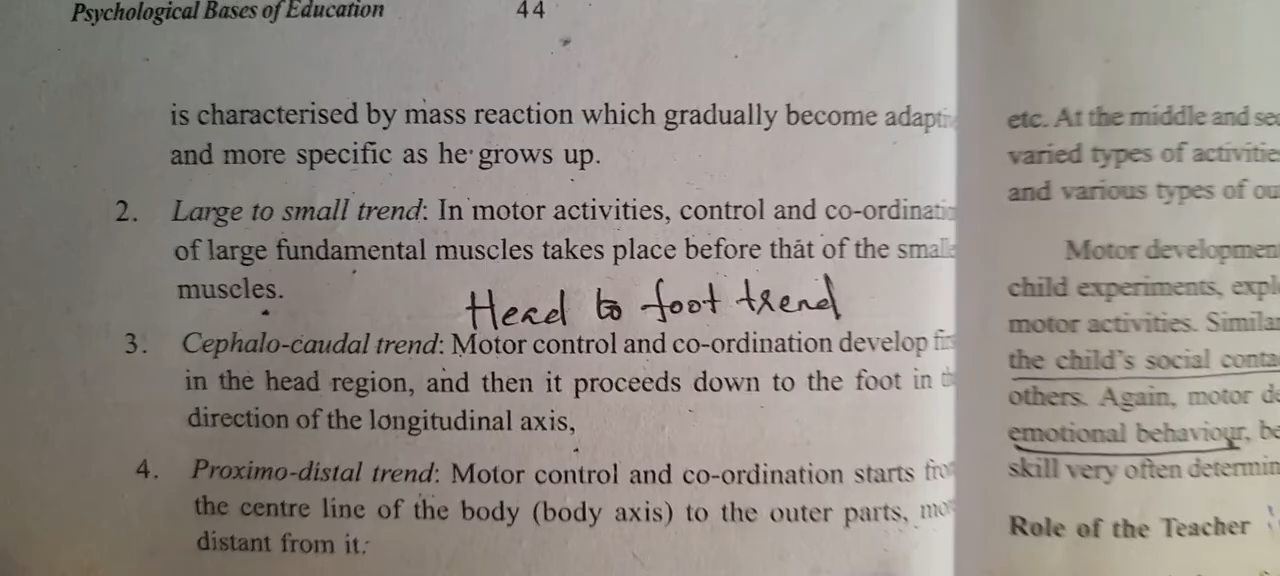 Psychological Bases of Education 44
is characterised by mass reaction which gradually become
and more specific as he grows up.
2. Large to small trend: In motor activities, control and
of large fundamental muscles takes place before that of the
muscles.
Head to foot trend
3. Cephalo-caudal trend: Motor control and co-ordination develop
in the head region, and then it proceeds down to the foot in
direction of the longitudinal axis,
4. Proximo-distal trend: Motor control and co-ordination starts
the centre line of the body (body axis) to the outer parts,
distant from it.
etc. At the middle and
varied types of
and various types of
Motor
child experiments,
motor activities.
the child's social
others. Again, motor
emotional behaviour,
skill very often
Role of the Teacher